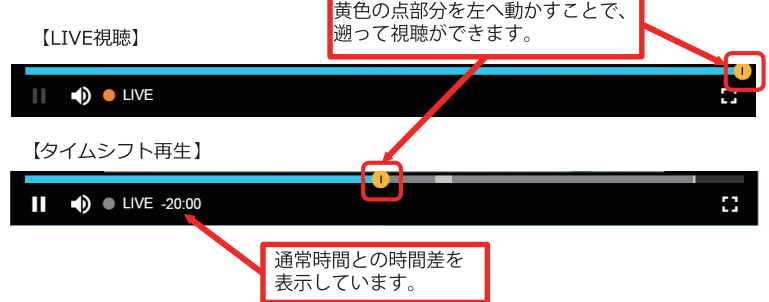 黄色の点部分を左へ動かすことで、
遡って視聴ができます。
【LIVE視聴】
LIVE
【タイムシフト再生】
LIVE -20:00
通常時間との時間差を
表示しています。